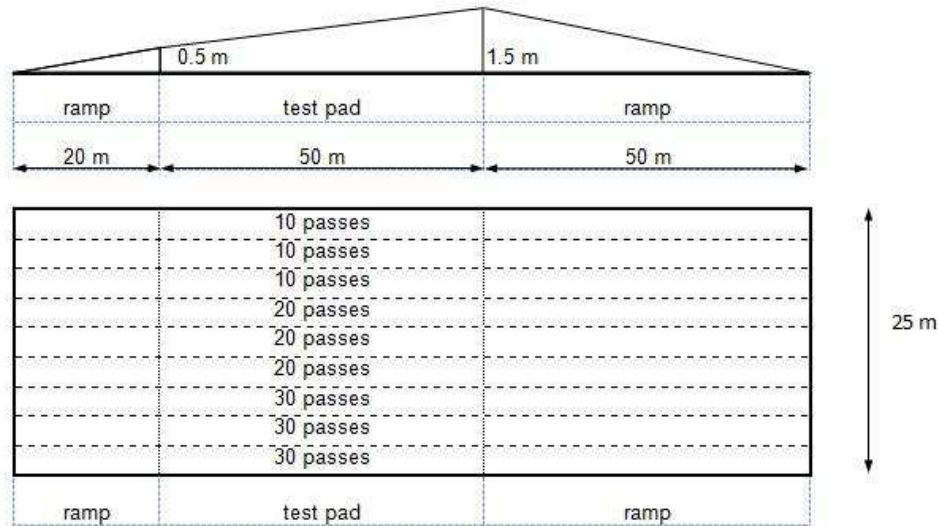 0.5 m
1.5 m
ramp test pad ramp
20 m 50 m 50 m
10 passes
10 passes
10 passes
20 passes
20 passes
20 passes
30 passes
30 passes
30 passes
25 m
ramp test pad ramp